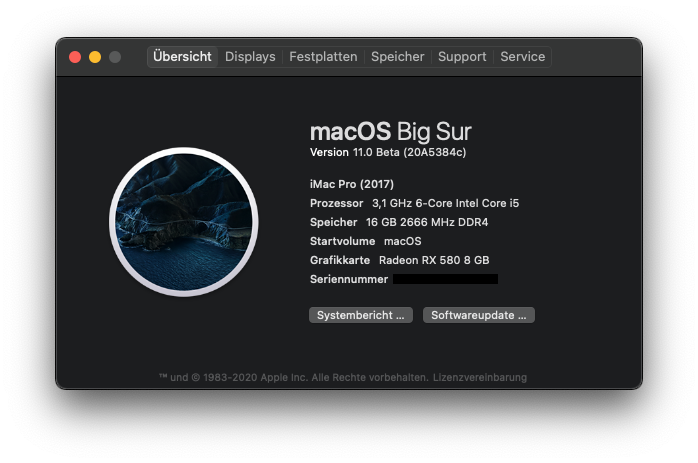 Übersicht Displays Festplatten Speicher Support Service
macOS Big Sur
Version 11.0 Beta (20A5384c)
iMac Pro (2017)
Prozessor 3,1 GHz 6-Core Intel Core i5
Speicher 16 GB 2666 MHz DDR4
Startvolume macOS
Grafikkarte Radeon RX 580 8 GB
Seriennummer
Systembericht ... Softwareupdate ...
™ und © 1983-2020 Apple Inc. Alle Rechte vorbehalten. Lizenzvereinbarung